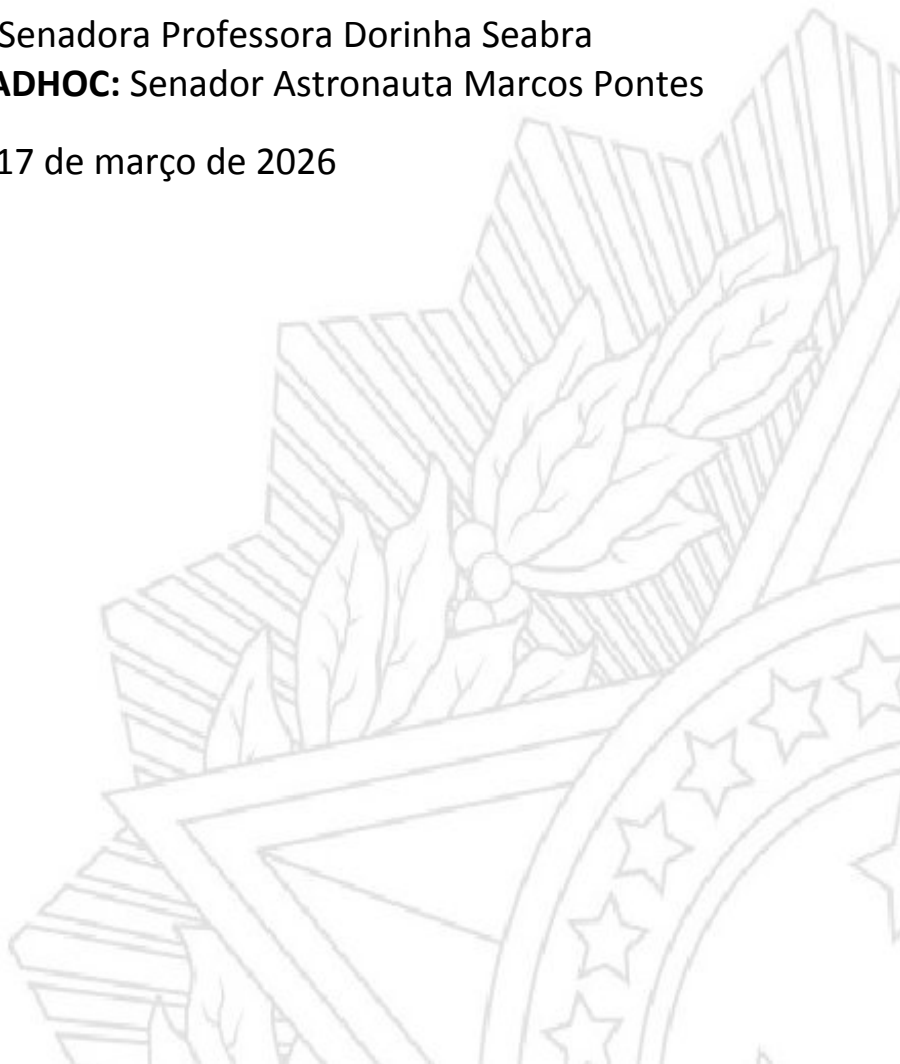 Senadora Professora Dorinha Seabra
ADHOC: Senador Astronauta Marcos Pontes
17 de março de 2026